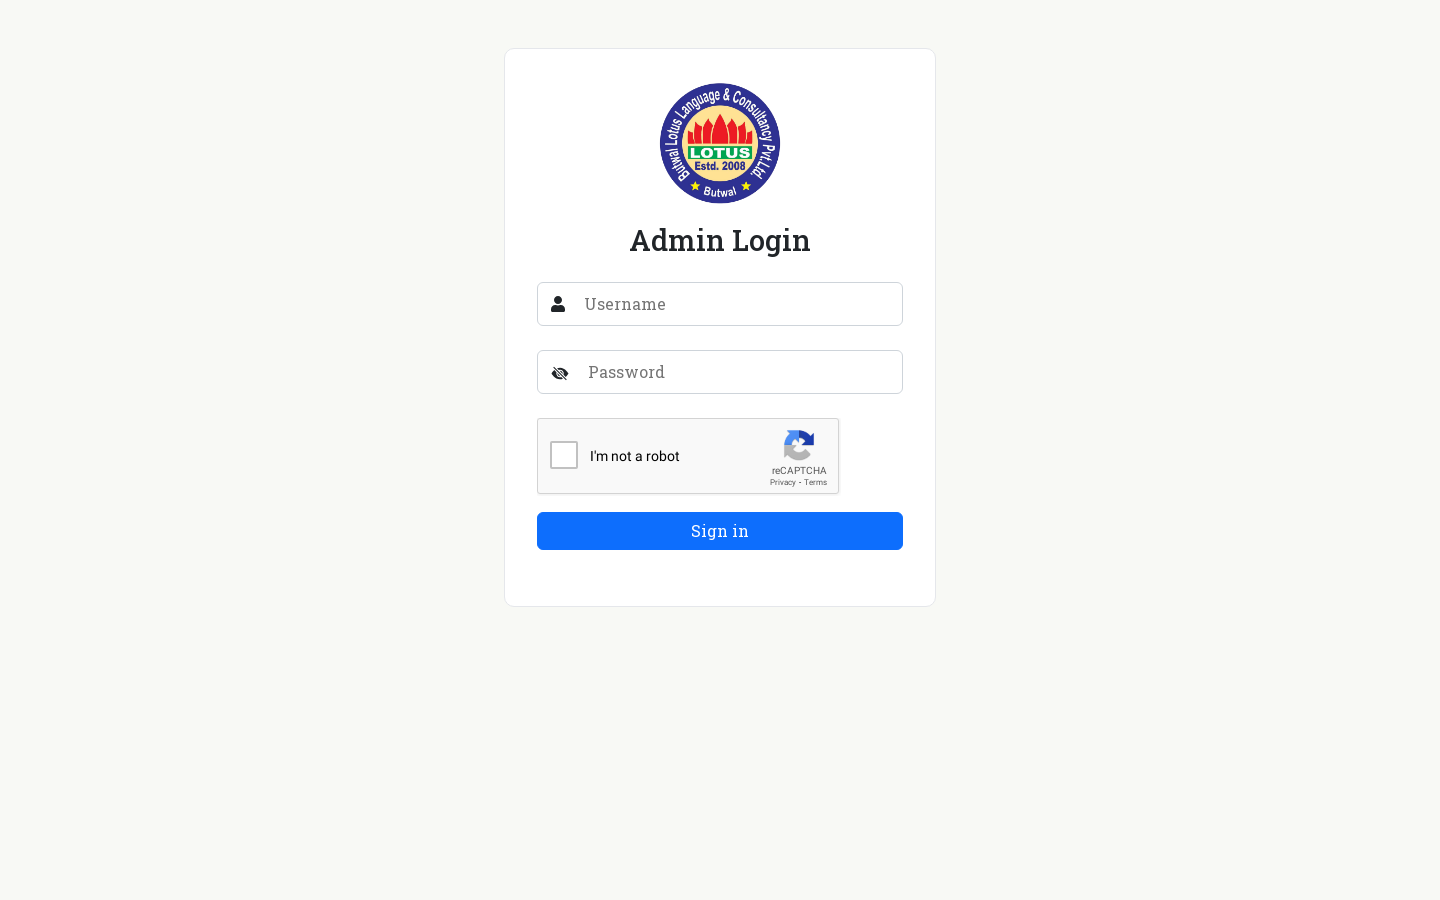 Butwal Lotus Language & Consultancy Pvt.Ltd.
LOTUS
Estd. 2008
Butwal
Admin Login
Username
Password
I'm not a robot
reCAPTCHA
Privacy - Terms
Sign in